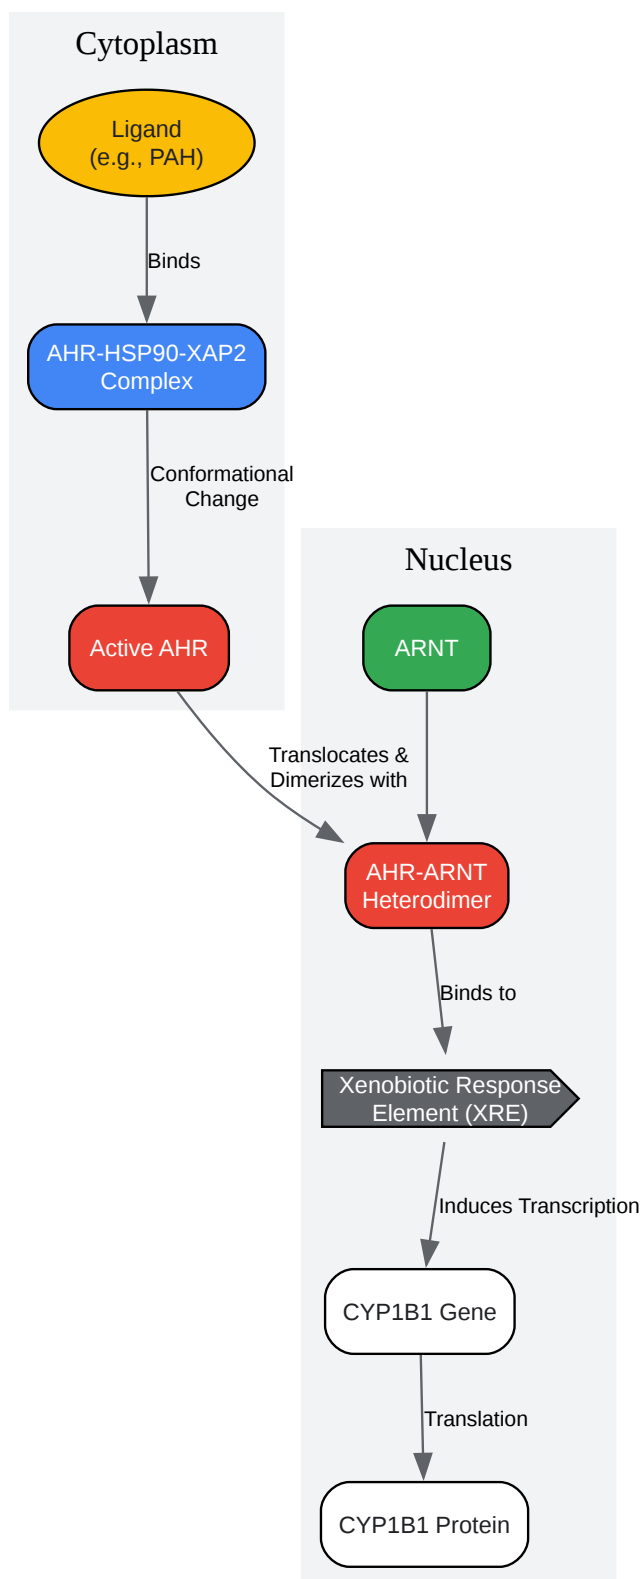 Cytoplasm
Ligand
(e.g., PAH)
Binds
AHR-HSP90-XAP2
Complex
Conformational
Change
Nucleus
Active AHR
ARNT
Translocates &
Dimerizes with
AHR-ARNT
Heterodimer
Binds to
Xenobiotic Response
Element (XRE)
Induces Transcription
CYP1B1 Gene
Translation
CYP1B1 Protein